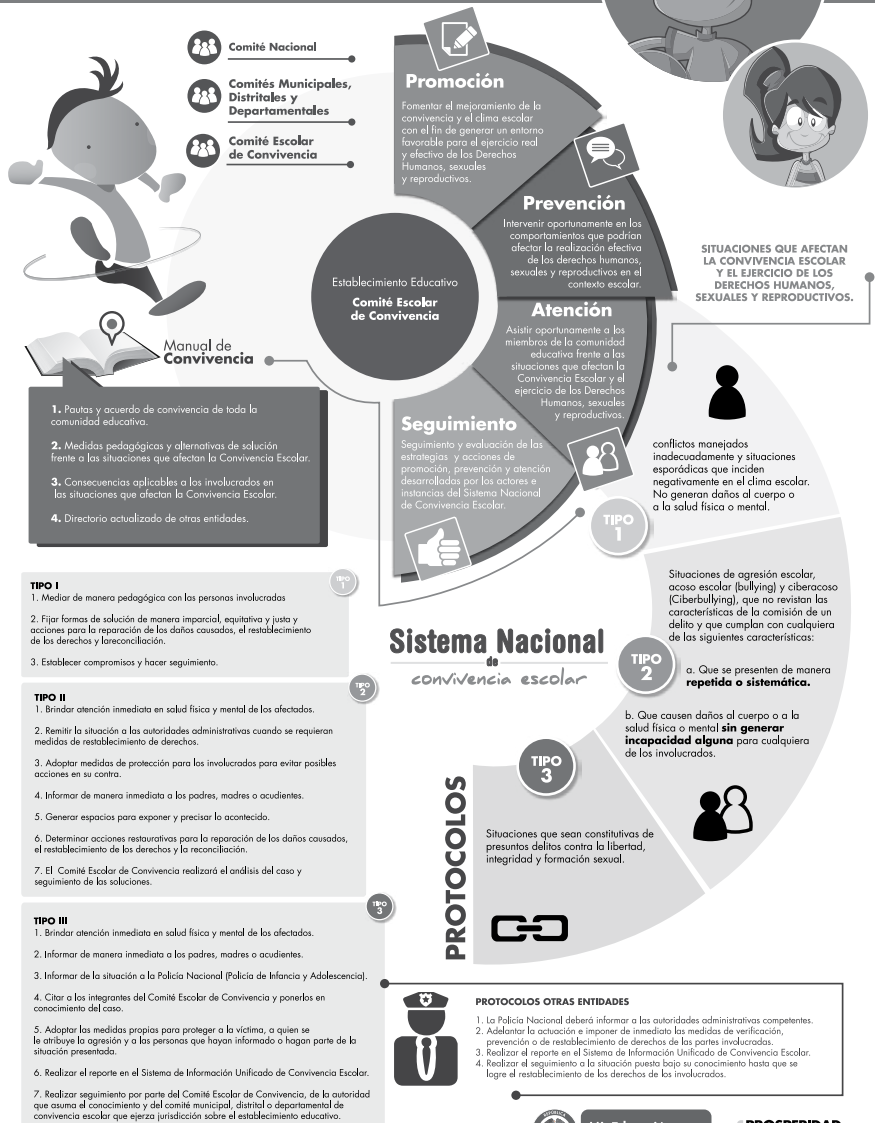 Comité Nacional
Comités Municipales,
Distritales y
Departamentales
Comité Escolar
de Convivencia
Promoción
Fomentar el mejoramiento de la
convivencia y el clima escolar
con el fin de generar un entorno
favorable para el ejercicio real
y efectivo de los Derechos
Humanos, sexuales
y reproductivos.
Prevención
Intervenir oportunamente en los
comportamientos que podrían
afectar la realización efectiva
de los derechos humanos,
sexuales y reproductivos en el
contexto escolar.
Establecimiento Educativo
Comité Escolar
de Convivencia
Atención
Asistir oportunamente a los
miembros de la comunidad
educativa frente a las
situaciones que afectan la
Convivencia Escolar y el
ejercicio de los Derechos
Humanos, sexuales
y reproductivos.
Seguimiento
Seguimiento y evaluación de las
estrategias y acciones de
promoción, prevención y atención
desarrolladas por los actores e
instancias del Sistema Nacional
de Convivencia Escolar.
SITUACIONES QUE AFECTAN
LA CONVIVENCIA ESCOLAR
Y EL EJERCICIO DE LOS
DERECHOS HUMANOS,
SEXUALES Y REPRODUCTIVOS.
Manual de
Convivencia
1. Pautas y acuerdo de convivencia de toda la
comunidad educativa.
2. Medidas pedagógicas y alternativas de solución
frente a las situaciones que afectan la Convivencia Escolar.
3. Consecuencias aplicables a los involucrados en
las situaciones que afectan la Convivencia Escolar.
4. Directorio actualizado de otras entidades.
conflictos manejados
inadecuadamente y situaciones
esporádicas que inciden
negativamente en el clima escolar.
No generan daños al cuerpo o
a la salud física o mental.
TIPO
1
Situaciones de agresión escolar,
acoso escolar (bullying) y ciberacoso
(Ciberbullying), que no revistan las
características de la comisión de un
delito y que cumplan con cualquiera
de las siguientes características:
TIPO
2
a. Que se presenten de manera
repetida o sistemática.
b. Que causen daños al cuerpo o a la
salud física o mental sin generar
incapacidad alguna para cualquiera
de los involucrados.
Sistema Nacional
de
convivencia escolar
TIPO
3
PROTOCOLOS
Situaciones que sean constitutivas de
presuntos delitos contra la libertad,
integridad y formación sexual.
TIPO
1
TIPO I
1. Mediar de manera pedagógica con las personas involucradas
2. Fijar formas de solución de manera imparcial, equitativa y justa y
acciones para la reparación de los daños causados, el restablecimiento
de los derechos y lareconciliación.
3. Establecer compromisos y hacer seguimiento.
TIPO
2
TIPO II
1. Brindar atención inmediata en salud física y mental de los afectados.
2. Remitir la situación a las autoridades administrativas cuando se requieran
medidas de restablecimiento de derechos.
3. Adoptar medidas de protección para los involucrados para evitar posibles
acciones en su contra.
4. Informar de manera inmediata a los padres, madres o acudientes.
5. Generar espacios para exponer y precisar lo acontecido.
6. Determinar acciones restaurativas para la reparación de los daños causados,
el restablecimiento de los derechos y la reconciliación.
7. El Comité Escolar de Convivencia realizará el análisis del caso y
seguimiento de las soluciones.
TIPO
3
TIPO III
1. Brindar atención inmediata en salud física y mental de los afectados.
2. Informar de manera inmediata a los padres, madres o acudientes.
3. Informar de la situación a la Policía Nacional (Policía de Infancia y Adolescencia).
4. Citar a los integrantes del Comité Escolar de Convivencia y ponerlos en
conocimiento del caso.
5. Adoptar las medidas propias para proteger a la víctima, a quien se
le atribuye la agresión y a las personas que hayan informado o hagan parte de la
situación presentada.
6. Realizar el reporte en el Sistema de Información Unificado de Convivencia Escolar.
7. Realizar seguimiento por parte del Comité Escolar de Convivencia, de la autoridad
que asuma el conocimiento y del comité municipal, distrital o departamental de
convivencia escolar que ejerza jurisdicción sobre el establecimiento educativo.
PROTOCOLOS OTRAS ENTIDADES
1. La Policía Nacional deberá informar a las autoridades administrativas competentes.
2. Adelantar la actuación e imponer de inmediato las medidas de verificación,
prevención o de restablecimiento de derechos de las partes involucradas.
3. Realizar el reporte en el Sistema de Información Unificado de Convivencia Escolar.
4. Realizar el seguimiento a la situación puesta bajo su conocimiento hasta que se
logre el restablecimiento de los derechos de los involucrados.
PROSPERIDAD